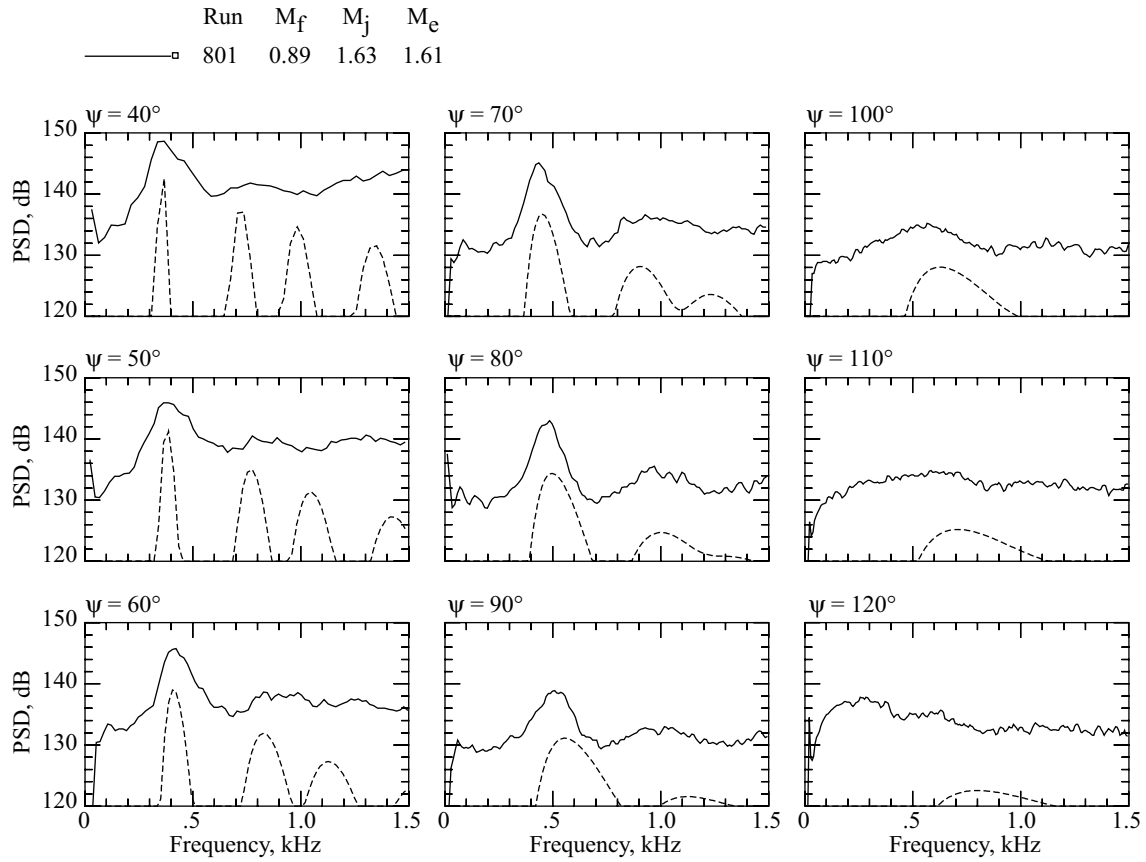 Run M_f M_j M_e
801 0.89 1.63 1.61
ψ = 40°
ψ = 70°
ψ = 100°
150
140
130
120
PSD, dB
ψ = 50°
ψ = 80°
ψ = 110°
150
140
130
120
PSD, dB
ψ = 60°
ψ = 90°
ψ = 120°
150
140
130
120
PSD, dB
0 .5 1.0 1.5
0 .5 1.0 1.5
0 .5 1.0 1.5
Frequency, kHz
Frequency, kHz
Frequency, kHz